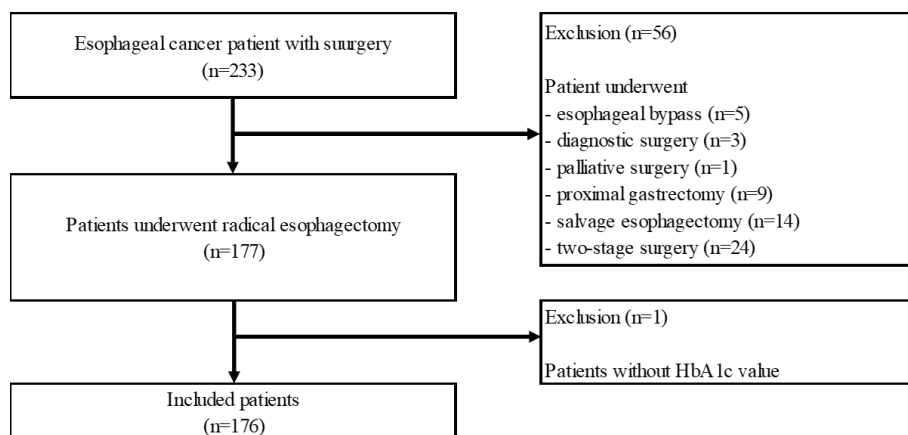 Esophageal cancer patient with suurgery
(n=233)
Exclusion (n=56)
Patient underwent
- esophageal bypass (n=5)
- diagnostic surgery (n=3)
- palliative surgery (n=1)
- proximal gastrectomy (n=9)
- salvage esophagectomy (n=14)
- two-stage surgery (n=24)
Patients underwent radical esophagectomy
(n=177)
Exclusion (n=1)
Patients without HbA1c value
Included patients
(n=176)